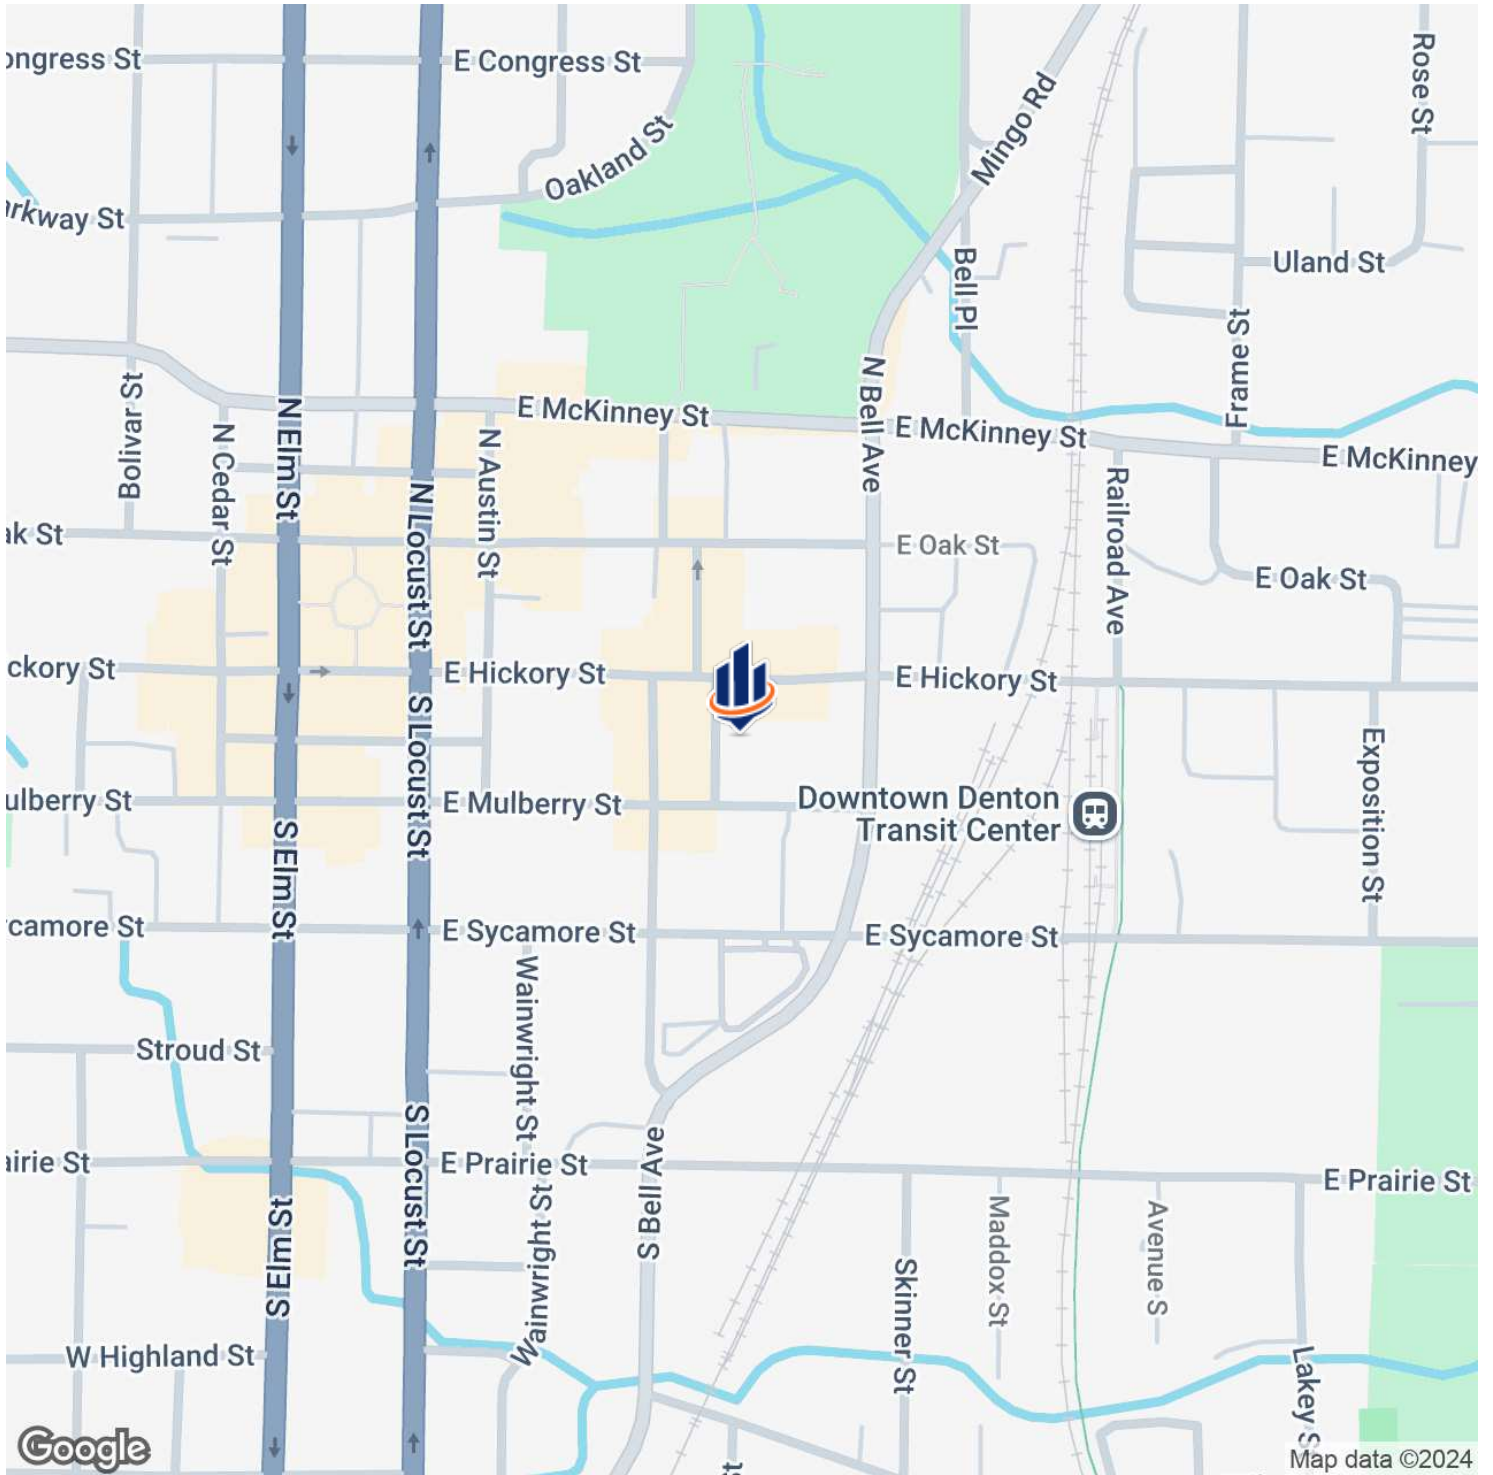 ongress St
E Congress St
Rose St
Mingo Rd
Oakland St
arkway St
Bell Pl
Uland St
Frame St
N Bell Ave
Bolivar St
N Cedar St
N Elm St
E McKinney St
E McKinney St
E McKinney
N Austin St
Railroad Ave
N Locust St
ak St
E Oak St
E Oak St
ckory St
E Hickory St
E Hickory St
S Locust St
Exposition St
ulberry St
E Mulberry St
Downtown Denton
Transit Center
S Elm St
rcamore St
E Sycamore St
E Sycamore St
Wainwright St
Stroud St
S Locust St
airie St
E Prairie St
E Prairie St
S Bell Ave
Wainwright St
S Elm St
Maddox St
Avenue S
Skinner St
W Highland St
Lakey S
Google
Map data ©2024